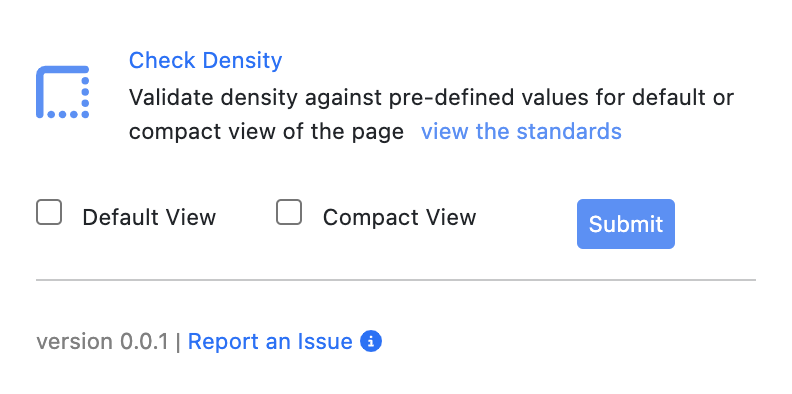 Check Density
Validate density against pre-defined values for default or
compact view of the page view the standards
Default View Compact View Submit
version 0.0.1 | Report an Issue